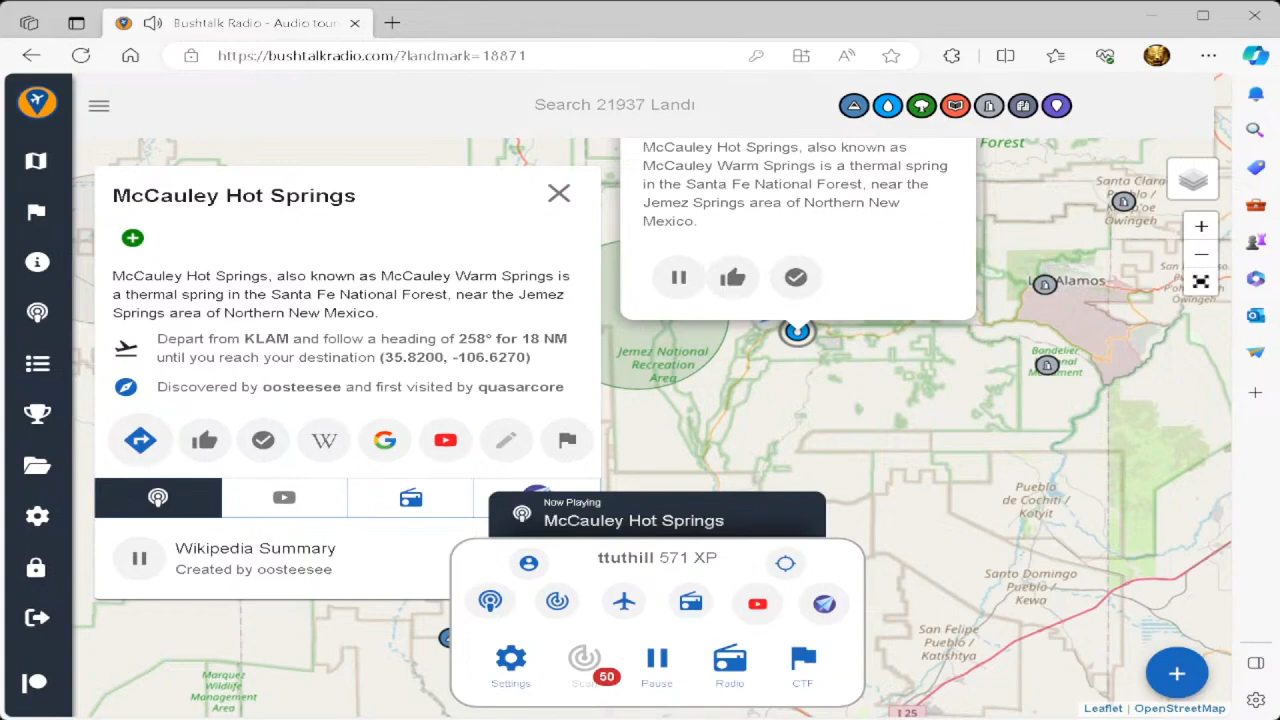 Bushtalk Radio - Audio tour
https://bushtalkradio.com/?landmark=18871
Search 21937 Landi
McCauley Hot Springs
McCauley Hot Springs, also known as McCauley Warm Springs is
a thermal spring in the Santa Fe National Forest, near the Jemez
Springs area of Northern New Mexico.
Depart from KLAM and follow a heading of 258° for 18 NM
until you reach your destination (35.8200, -106.6270)
Discovered by oosteesee and first visited by quasarcore
W
Wikipedia Summary
Created by oosteesee
McCauley Hot Springs, also known as
McCauley Warm Springs is a thermal spring
in the Santa Fe National Forest, near the
Jemez Springs area of Northern New
Mexico.
Now Playing
McCauley Hot Springs
ttuthill 571 XP
Settings
50
Pause
Radio
CTF
Forest
Santa Clara
Pueblo /
Owingeh
Alamos
Bandelier
Jemez National
Recreation
Area
Pueblo
de Cochiti /
Kotyit
Santo Domingo
Pueblo /
Kewa
San Felipe
Pueblo /
Katishtya
Marquez
Wildlife
Management
Area
I 25
Leaflet | OpenStreetMap